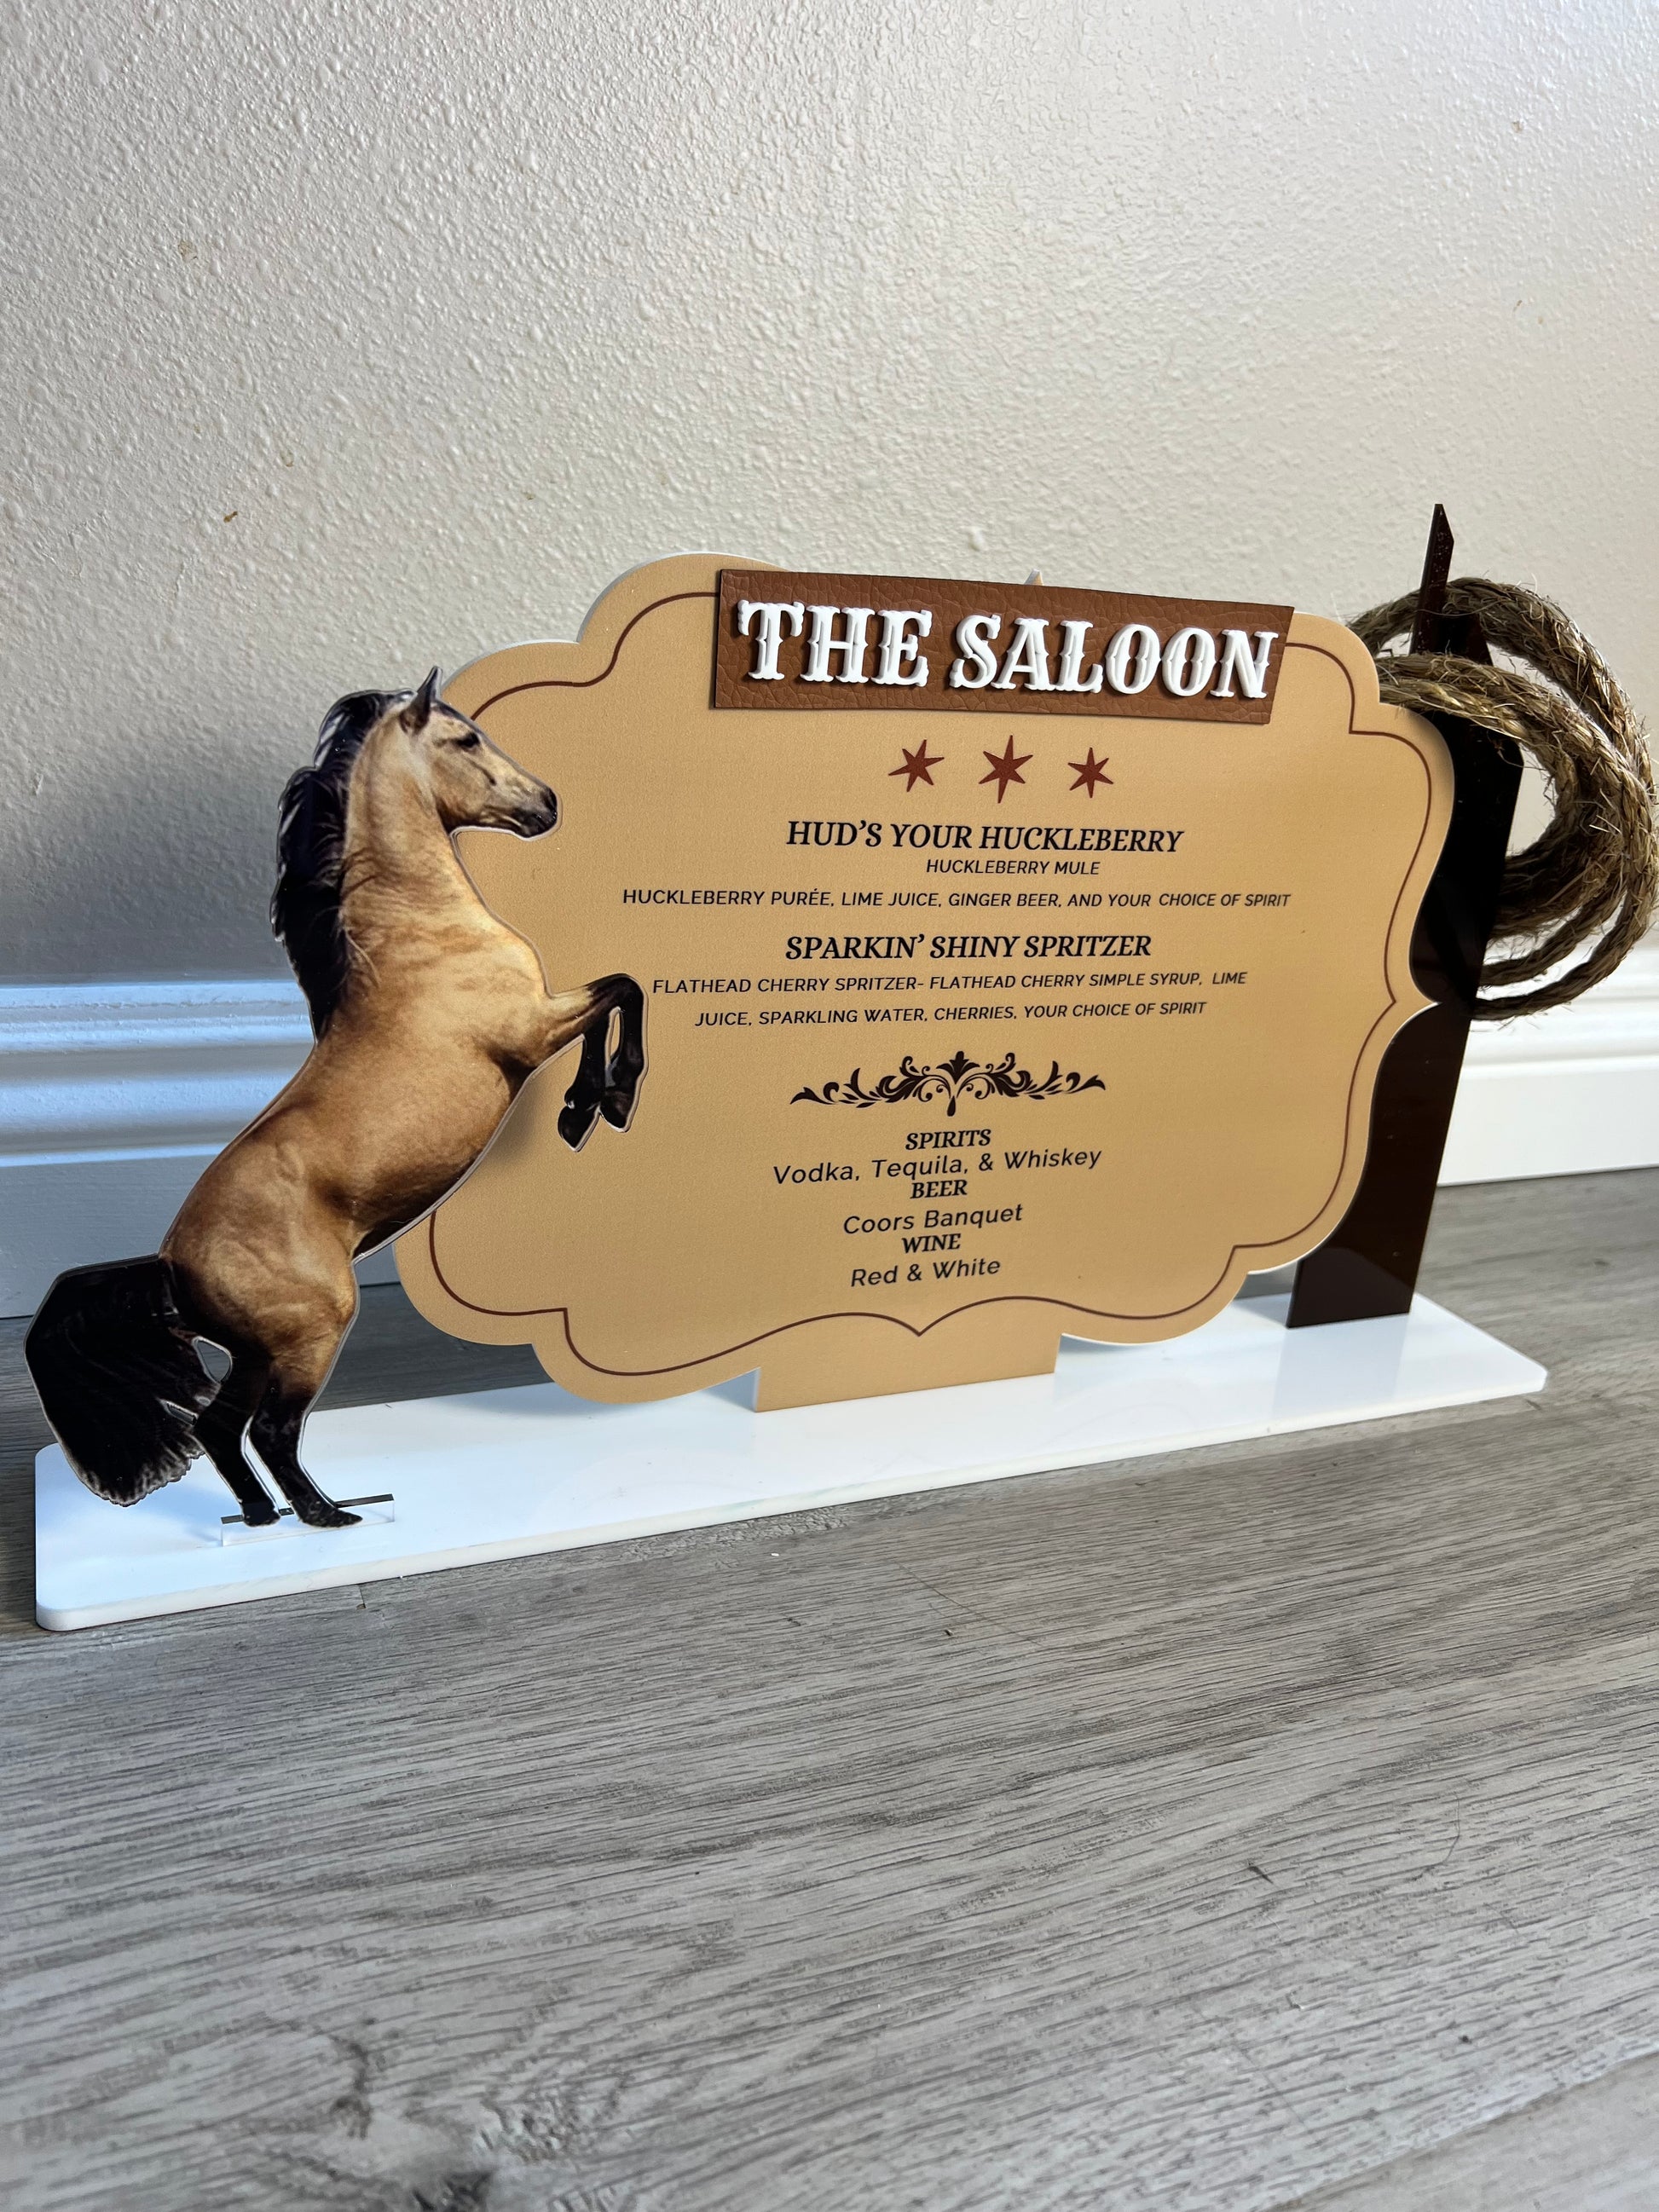 THE SALOON
HUD'S YOUR HUCKLEBERRY
HUCKLEBERRY MULE
HUCKLEBERRY PURÉE, LIME JUICE, GINGER BEER, AND YOUR CHOICE OF SPIRIT
SPARKIN' SHINY SPRITZER
FLATHEAD CHERRY SPRITZER- FLATHEAD CHERRY SIMPLE SYRUP, LIME
JUICE, SPARKLING WATER, CHERRIES, YOUR CHOICE OF SPIRIT
SPIRITS
Vodka, Tequila, & Whiskey
BEER
Coors Banquet
WINE
Red & White